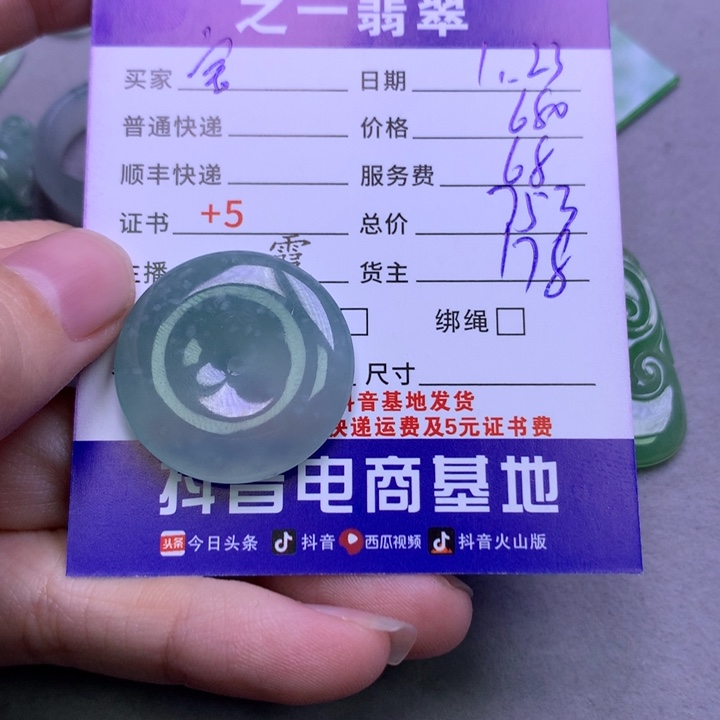 之一翡翠
买家 日期 1.23
普通快递 价格 680
顺丰快递 服务费 68
证书 +5 总价 753
主播 霞 货主 178
绑绳
尺寸
抖音基地发货
快递运费及5元证书费
抖音电商基地
头条 今日头条 抖音 西瓜视频 抖音火山版